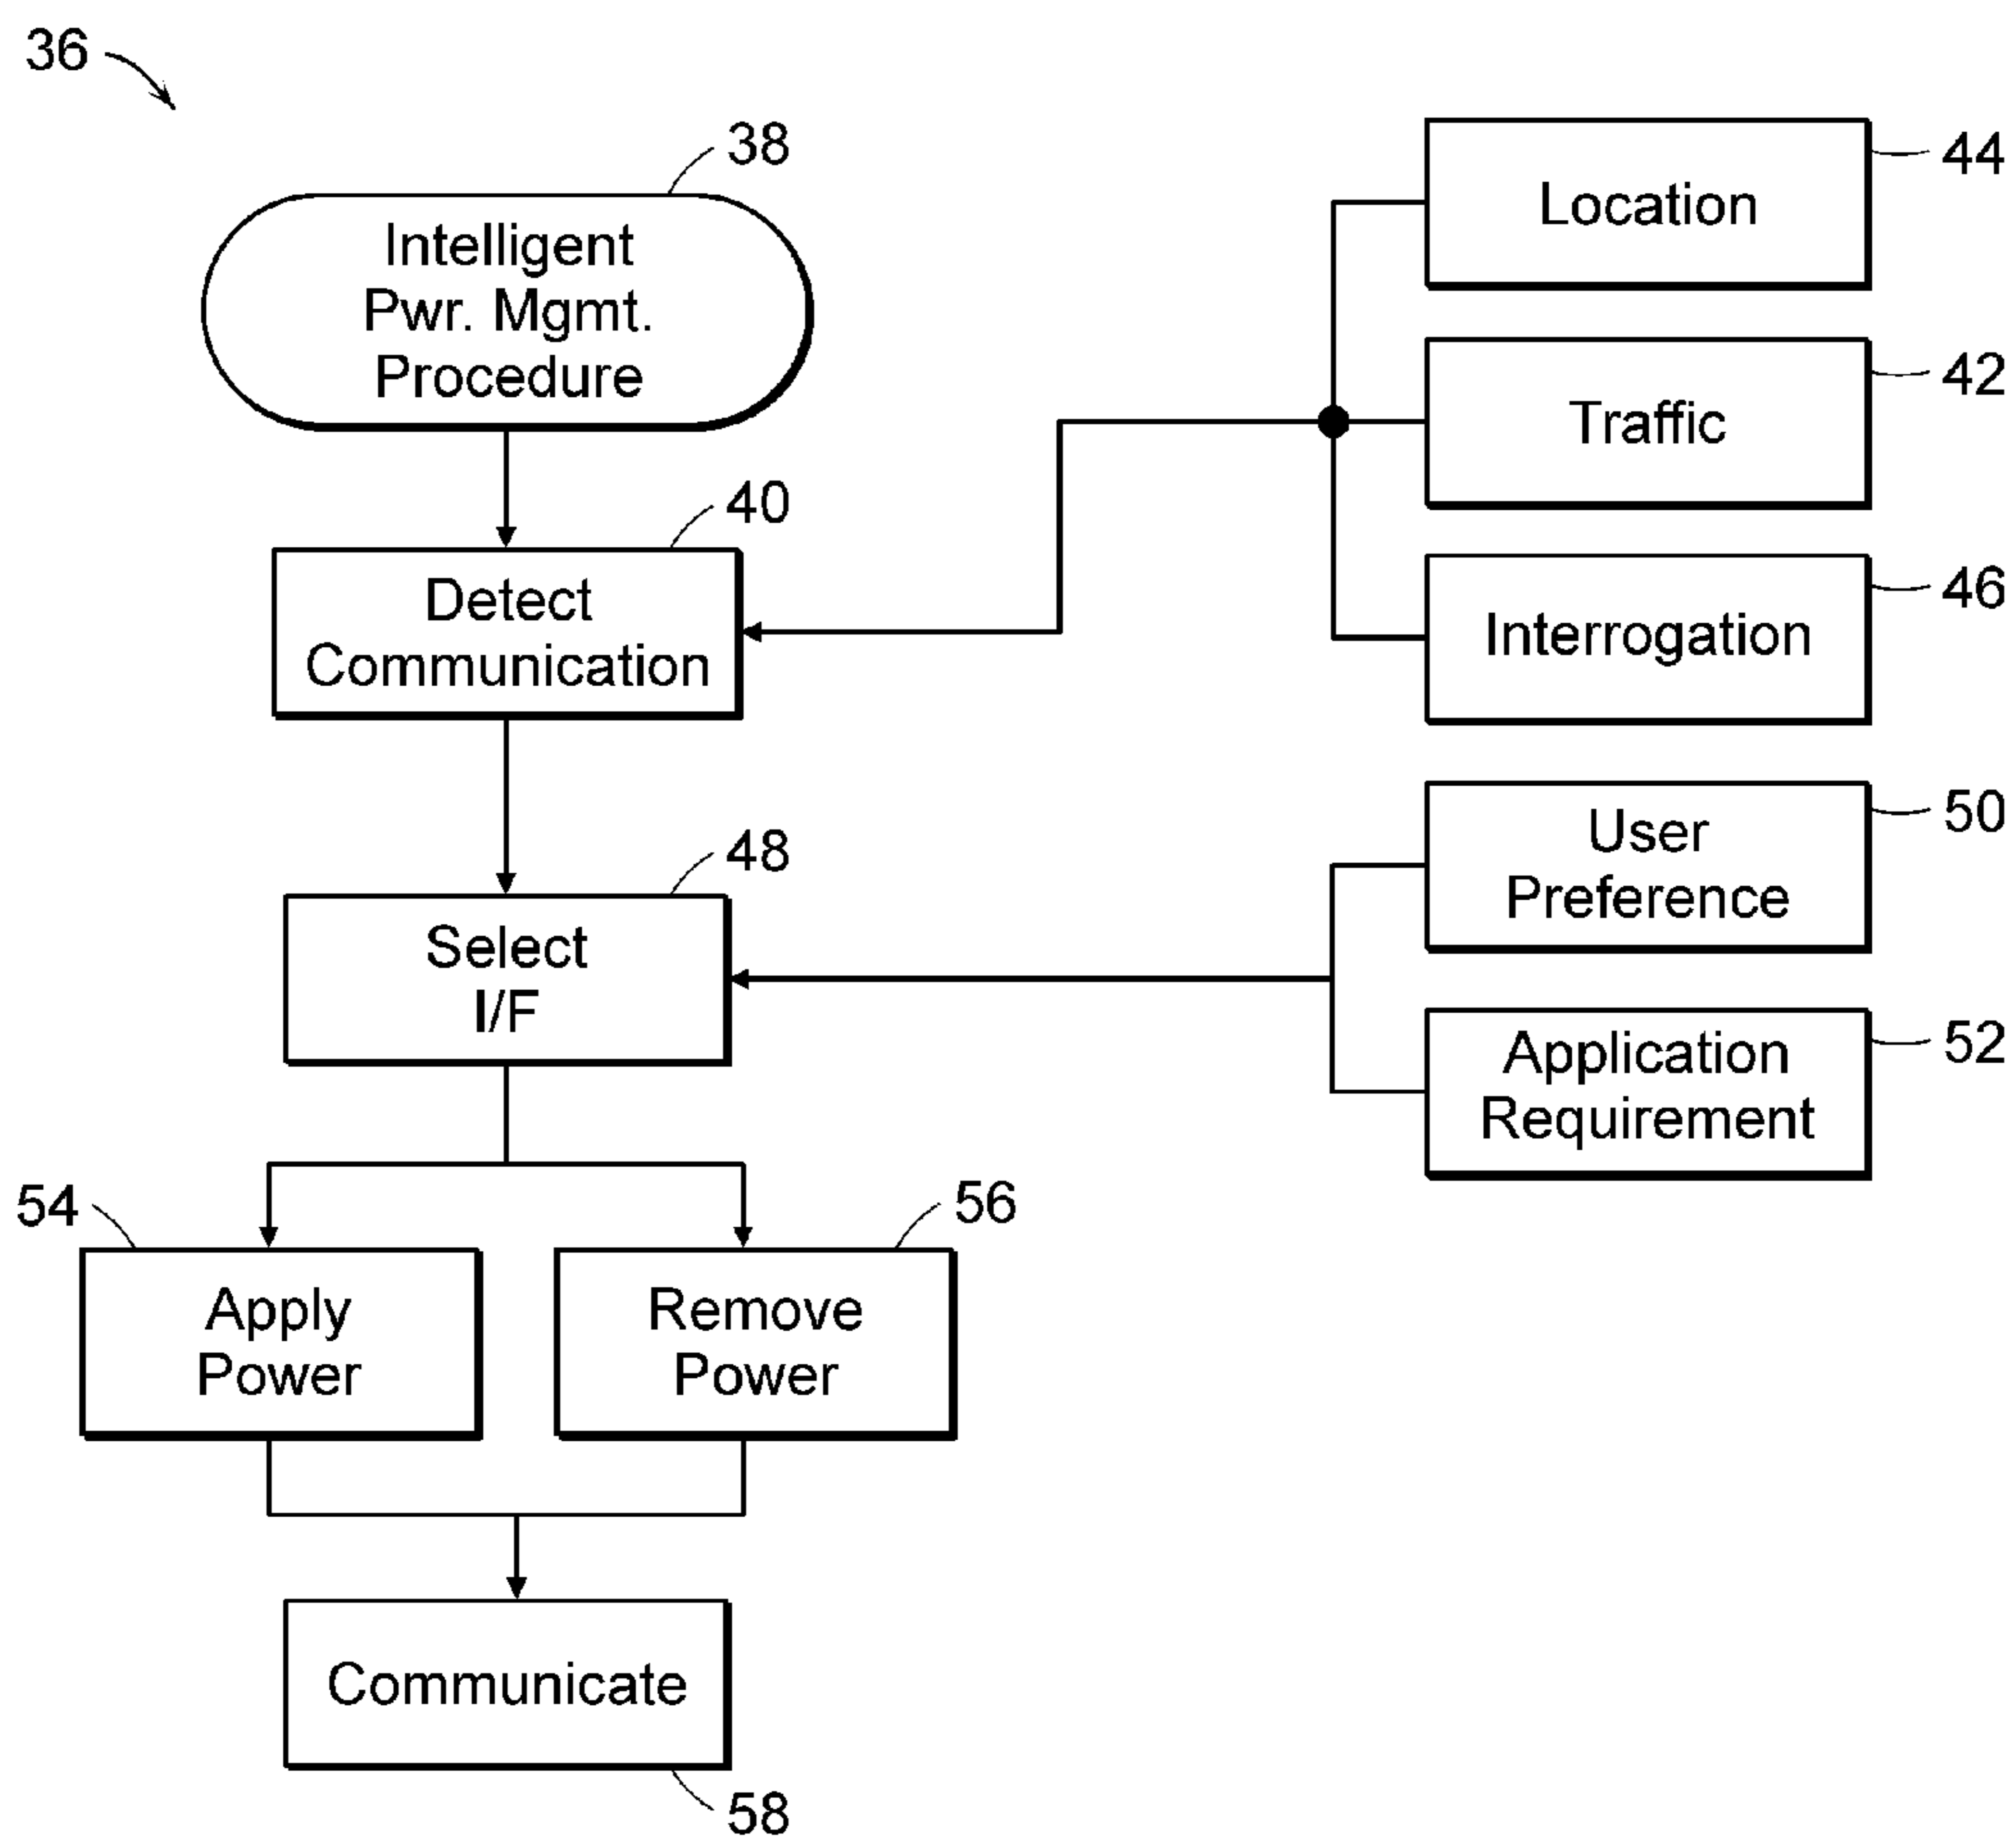 36
38
Intelligent
Pwr. Mgmt.
Procedure
40
Detect
Communication
44
Location
42
Traffic
46
Interrogation
48
Select
I/F
50
User
Preference
52
Application
Requirement
54
Apply
Power
56
Remove
Power
Communicate
58